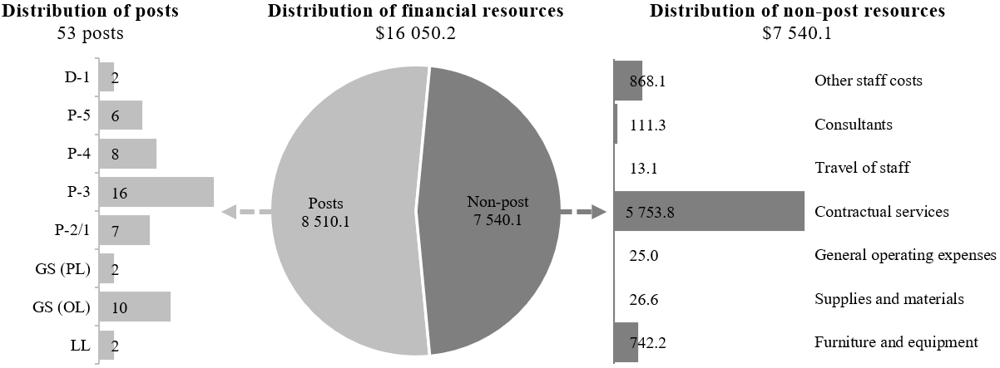 Distribution of posts
53 posts
D-1 2
P-5 6
P-4 8
P-3 16
P-2/1 7
GS (PL) 2
GS (OL) 10
LL 2
Distribution of financial resources
$16 050.2
Posts
8 510.1
Non-post
7 540.1
Distribution of non-post resources
$7 540.1
868.1 Other staff costs
111.3 Consultants
13.1 Travel of staff
5 753.8 Contractual services
25.0 General operating expenses
26.6 Supplies and materials
742.2 Furniture and equipment